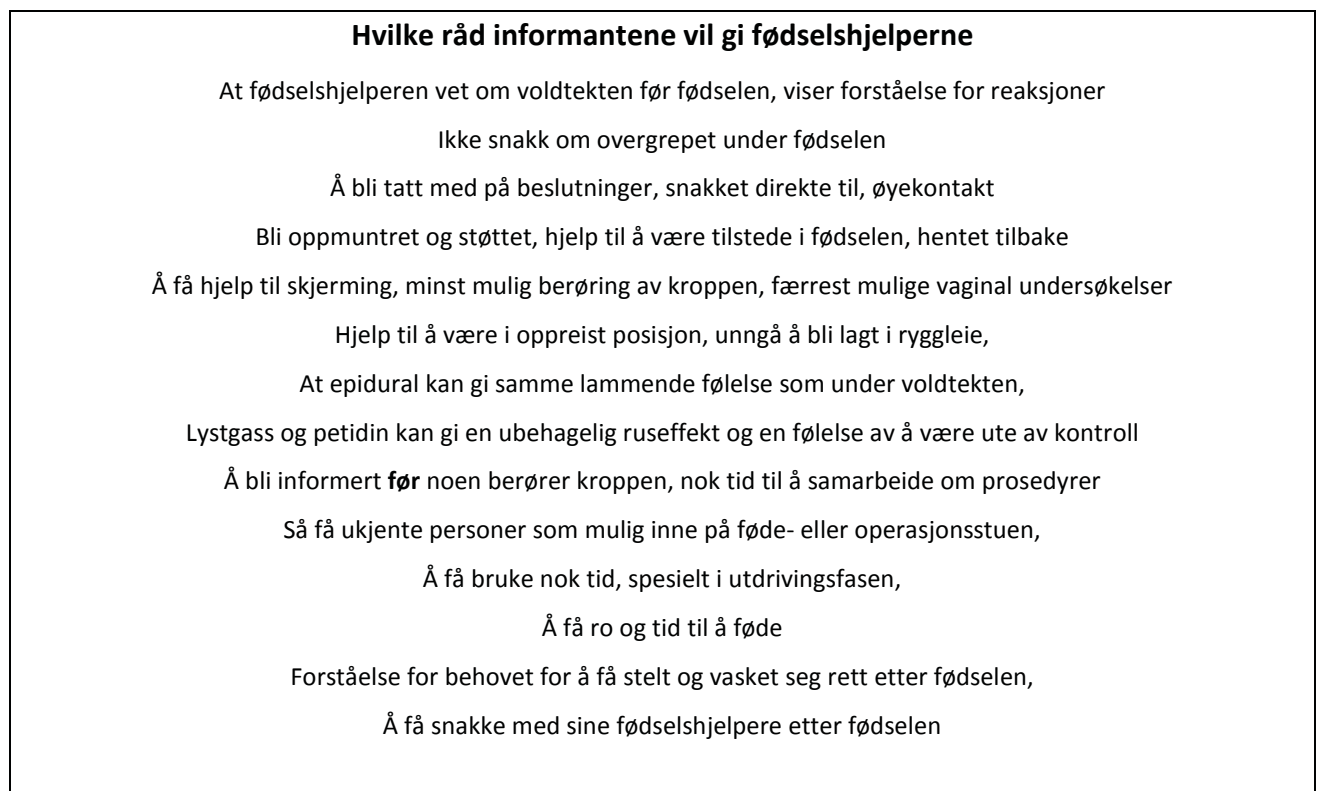 Hvilke råd informantene vil gi fødselshjelperne
At fødselshjelperen vet om voldtekten før fødselen, viser forståelse for reaksjoner
Ikke snakk om overgrepet under fødselen
Å bli tatt med på beslutninger, snakket direkte til, øyekontakt
Bli oppmuntret og støttet, hjelp til å være tilstede i fødselen, hentet tilbake
Å få hjelp til skjerming, minst mulig berøring av kroppen, færrest mulige vaginal undersøkelser
Hjelp til å være i oppreist posisjon, unngå å bli lagt i ryggleie,
At epidural kan gi samme lammende følelse som under voldtekten,
Lystgass og petidin kan gi en ubehagelig ruseffekt og en følelse av å være ute av kontroll
Å bli informert før noen berører kroppen, nok tid til å samarbeide om prosedyrer
Så få ukjente personer som mulig inne på føde- eller operasjonsstuen,
Å få bruke nok tid, spesielt i utdrivingsfasen,
Å få ro og tid til å føde
Forståelse for behovet for å få stelt og vasket seg rett etter fødselen,
Å få snakke med sine fødselshjelpere etter fødselen